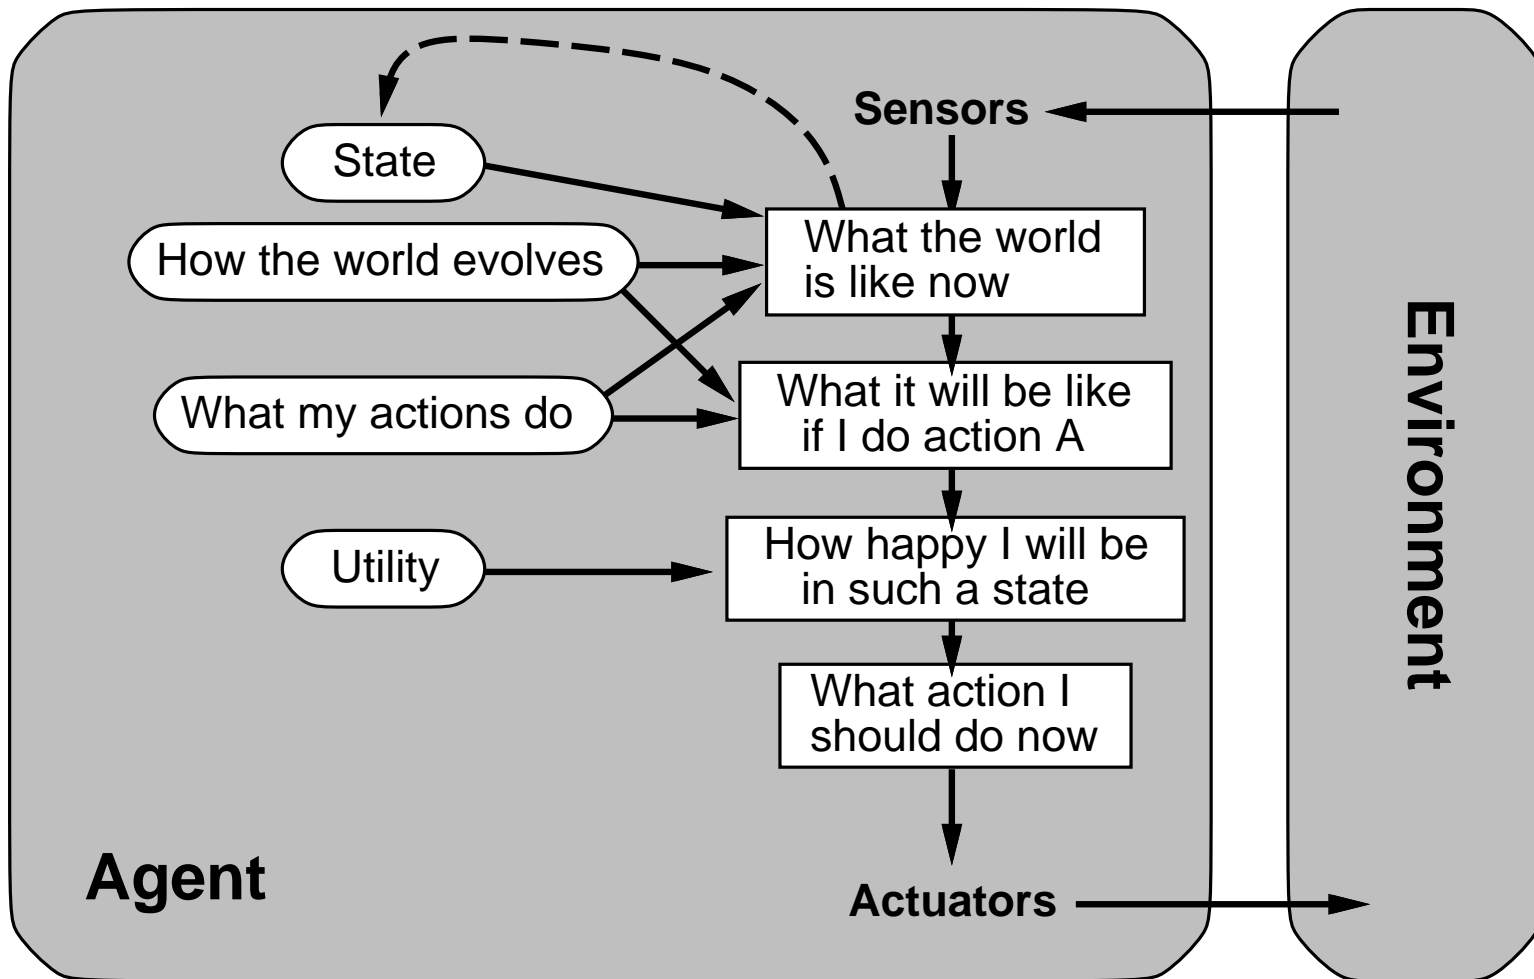 Sensors
State
What the world
is like now
How the world evolves
What it will be like
if I do action A
What my actions do
How happy I will be
in such a state
Utility
What action I
should do now
Agent
Actuators
Environment